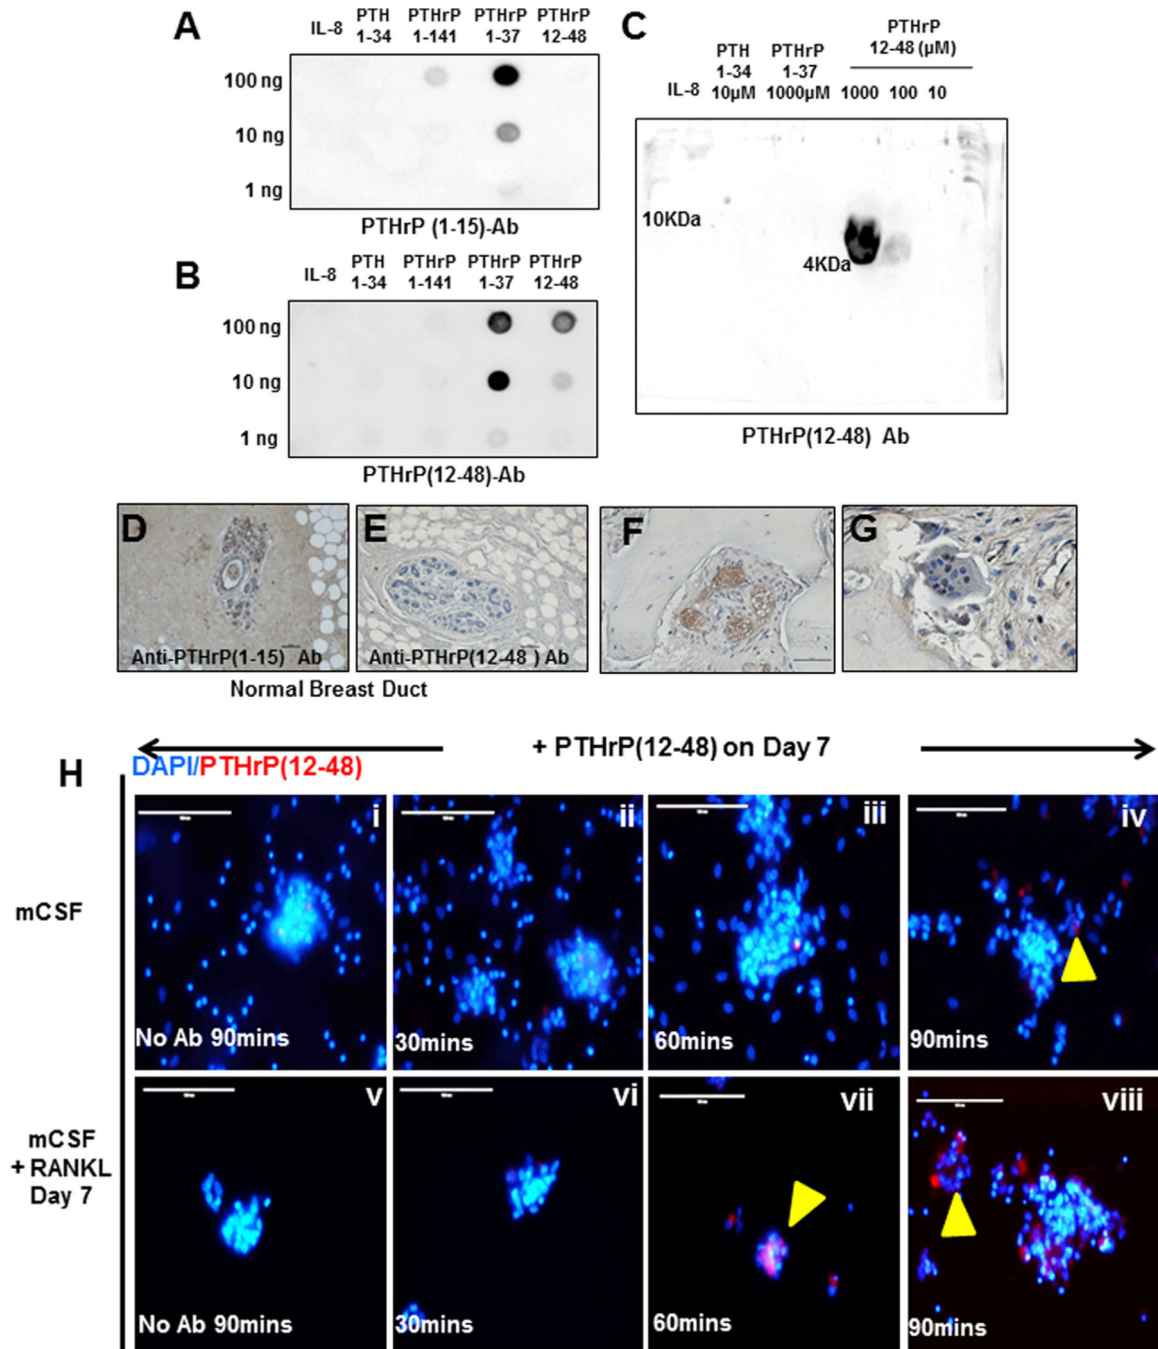 A
PTH PTHrP PTHrP PTHrP
IL-8 1-34 1-141 1-37 12-48
100 ng
10 ng
1 ng
PTHrP (1-15)-Ab
B
PTH PTHrP PTHrP PTHrP
IL-8 1-34 1-141 1-37 12-48
100 ng
10 ng
1 ng
PTHrP(12-48)-Ab
C
PTHrP
PTH PTHrP 12-48 (µM)
1-34 1-37
IL-8 10µM 1000µM 1000 100 10
10KDa
4KDa
PTHrP(12-48) Ab
D
Anti-PTHrP(1-15) Ab
E
Anti-PTHrP(12-48 ) Ab
F
G
Normal Breast Duct
+ PTHrP(12-48) on Day 7
H
DAPI/PTHrP(12-48)
mCSF
i
No Ab 90mins
ii
30mins
iii
60mins
iv
90mins
mCSF
+ RANKL
Day 7
v
No Ab 90mins
vi
30mins
vii
60mins
viii
90mins